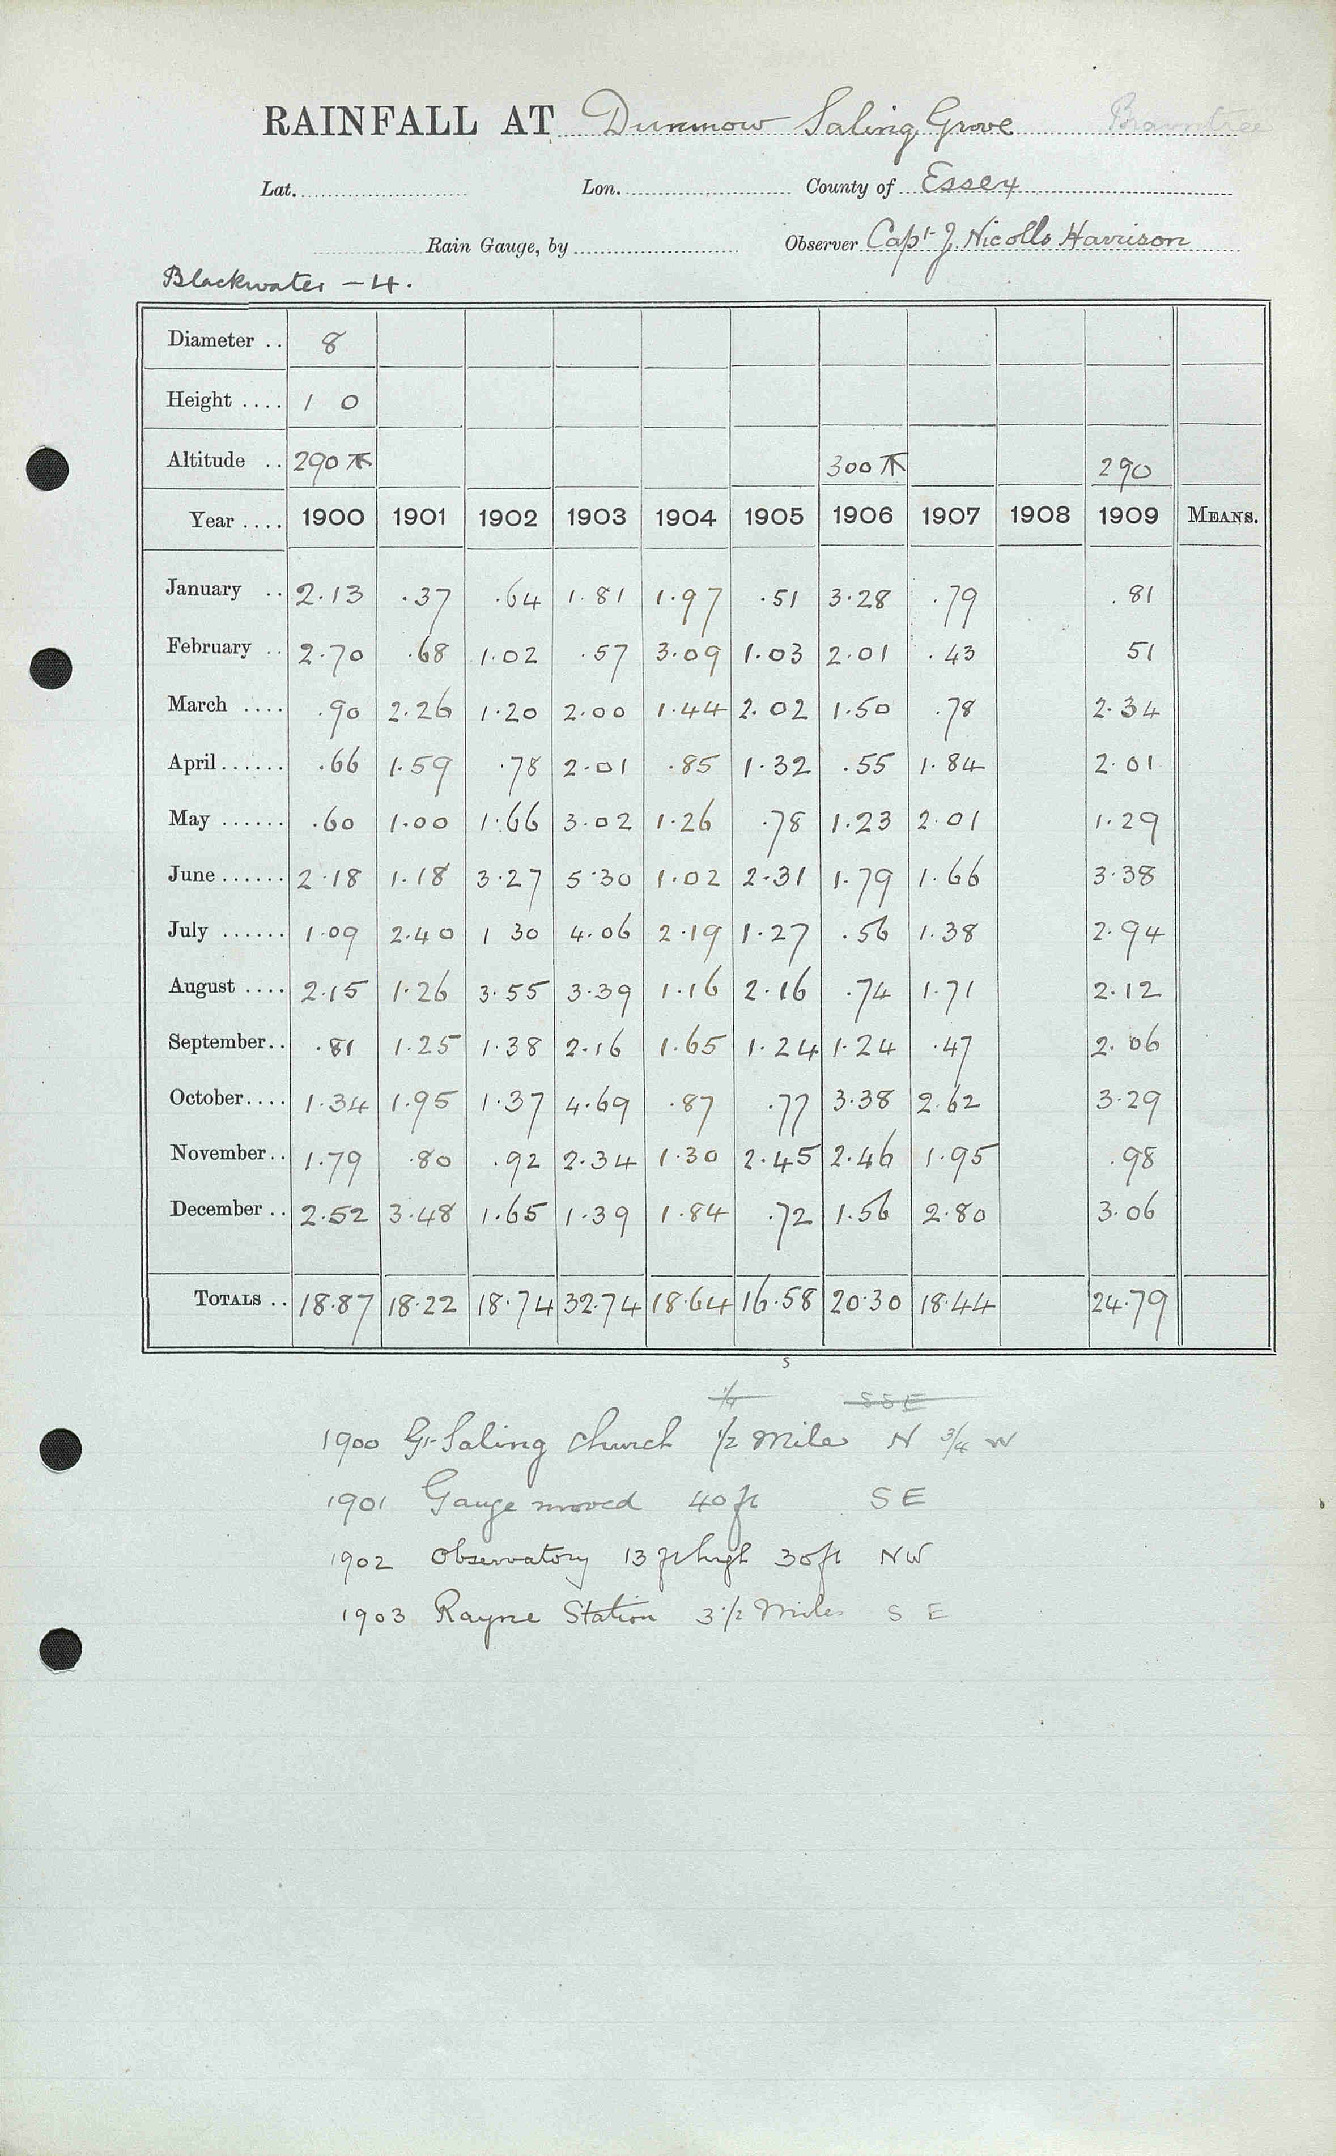 RAINFALL AT Dunmow Saling Grove Braintree
Lat. Lon. County of Essex
Rain Gauge, by Observer Capt J. Nicolls Harrison
Blackwater - 4.
Diameter .. 8
Height .... 1 0
Altitude .. 290 300 290
Year .... 1900 1901 1902 1903 1904 1905 1906 1907 1908 1909 MEANS.
January .. 2.13 .37 .64 1.81 1.97 .51 3.28 .79 .81
February .. 2.70 .68 1.02 .57 3.09 1.03 2.01 .43 51
March .... .90 2.26 1.20 2.00 1.44 2.02 1.50 .78 2.34
April...... .66 1.59 .78 2.01 .85 1.32 .55 1.84 2.01
May ...... .60 1.00 1.66 3.02 1.26 .78 1.23 2.01 1.29
June...... 2.18 1.18 3.27 5.30 1.02 2.31 1.79 1.66 3.38
July ...... 1.09 2.40 1 30 4.06 2.19 1.27 .56 1.38 2.94
August .... 2.15 1.26 3.55 3.39 1.16 2.16 .74 1.71 2.12
September.. .81 1.25 1.38 2.16 1.65 1.24 1.24 .47 2.06
October.... 1.34 1.95 1.37 4.69 .87 .77 3.38 2.62 3.29
November.. 1.79 .80 .92 2.34 1.30 2.45 2.46 1.95 .98
December .. 2.52 3.48 1.65 1.39 1.84 .72 1.56 2.80 3.06
TOTALS .. 18.87 18.22 18.74 32.74 18.64 16.58 20.30 18.44 24.79
s
1/4 SSE
1900 Gt Saling Church 1/2 Mile N 3/4 W
1901 Gauge moved 40 ft SE
1902 Observatory 13 ft high 30ft NW
1903 Rayne Station 3 1/2 Miles S E